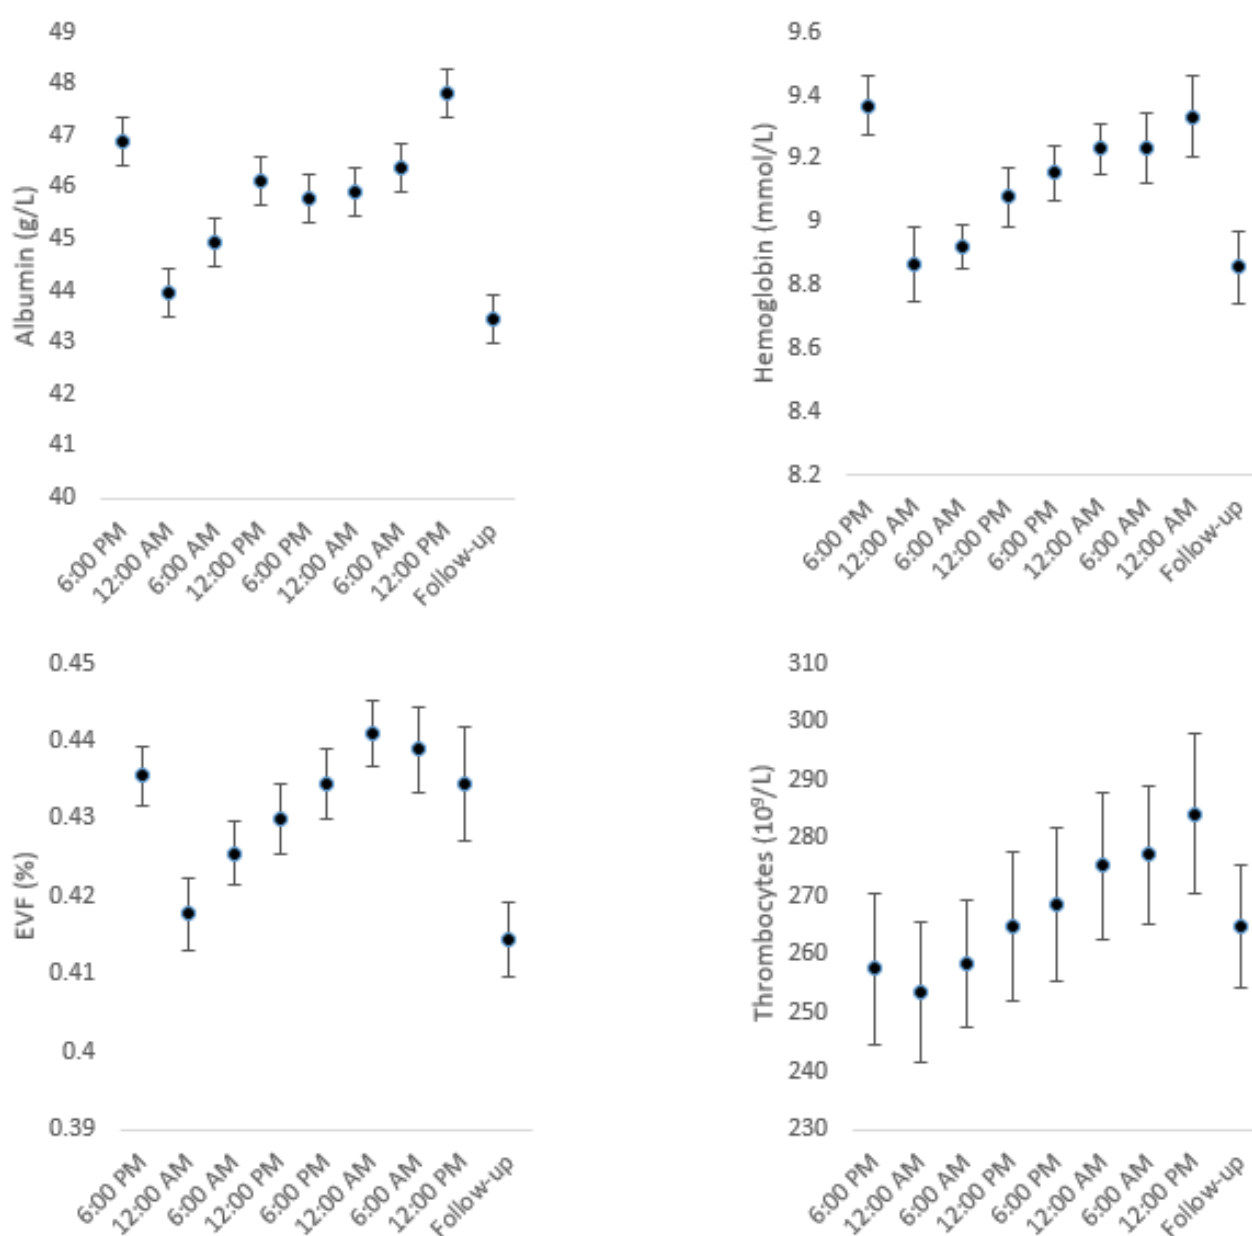 49
48
47
46
45
44
43
42
41
40
Albumin (g/L)
6:00 PM
12:00 AM
6:00 AM
12:00 PM
6:00 PM
12:00 AM
6:00 AM
12:00 PM
Follow-up
9.6
9.4
9.2
9
8.8
8.6
8.4
8.2
Hemoglobin (mmol/L)
6:00 PM
12:00 AM
6:00 AM
12:00 PM
6:00 PM
12:00 AM
6:00 AM
12:00 AM
Follow-up
0.45
0.44
0.43
0.42
0.41
0.4
0.39
EVF (%)
6:00 PM
12:00 AM
6:00 AM
12:00 PM
6:00 PM
12:00 AM
6:00 AM
12:00 PM
Follow-up
310
300
290
280
270
260
250
240
230
Thrombocytes (10⁹/L)
6:00 PM
12:00 AM
6:00 AM
12:00 PM
6:00 PM
12:00 AM
6:00 AM
12:00 PM
Follow-up